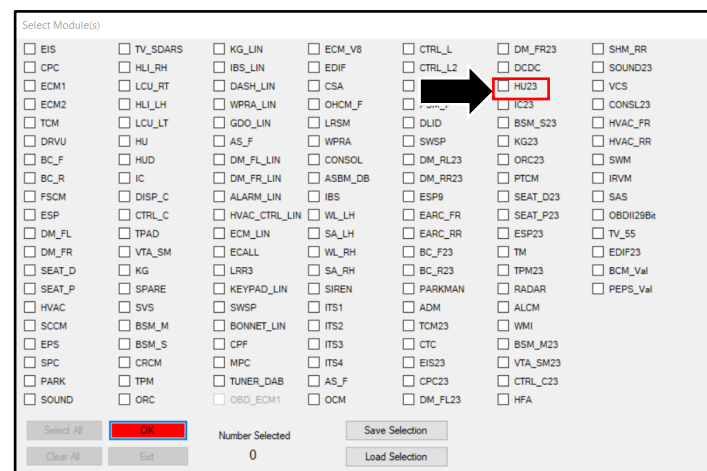 Select Module(s)
EIS TV_SDARS KG_LIN ECM_V8 CTRL_L DM_FR23 SHM_RR
CPC HLI_RH IBS_LIN EDIF CTRL_L2 DCDC SOUND23
ECM1 LCU_RT DASH_LIN CSA HU23 VCS
ECM2 HLI_LH WPRA_LIN OHCM_F IC23 CONSL23
TCM LCU_LT GDO_LIN LRSM DLID BSM_S23 HVAC_FR
DRVU HU AS_F WPRA SWSP KG23 HVAC_RR
BC_F HUD DM_FL_LIN CONSOL DM_RL23 ORC23 SWM
BC_R IC DM_FR_LIN ASBM_DB DM_RR23 PTCM IRVM
FSCM DISP_C ALARM_LIN IBS ESP9 SEAT_D23 SAS
ESP CTRL_C HVAC_CTRL_LIN WL_LH EARC_FR SEAT_P23 OBDII29Bit
DM_FL TPAD ECM_LIN SA_LH EARC_RR ESP23 TV_55
DM_FR VTA_SM ECALL WL_RH BC_F23 TM EDIF23
SEAT_D KG LRR3 SA_RH BC_R23 TPM23 BCM_Val
SEAT_P SPARE KEYPAD_LIN SIREN PARKMAN RADAR PEPS_Val
HVAC SVS SWSP ITS1 ADM ALCM
SCCM BSM_M BONNET_LIN ITS2 TCM23 WMI
EPS BSM_S CPF ITS3 CTC BSM_M23
SPC CRCM MPC ITS4 EIS23 VTA_SM23
PARK TPM TUNER_DAB AS_F CPC23 CTRL_C23
SOUND ORC OBD_ECM1 OCM DM_FL23 HFA
Select All OK Number Selected Save Selection
Clear All Exit 0 Load Selection